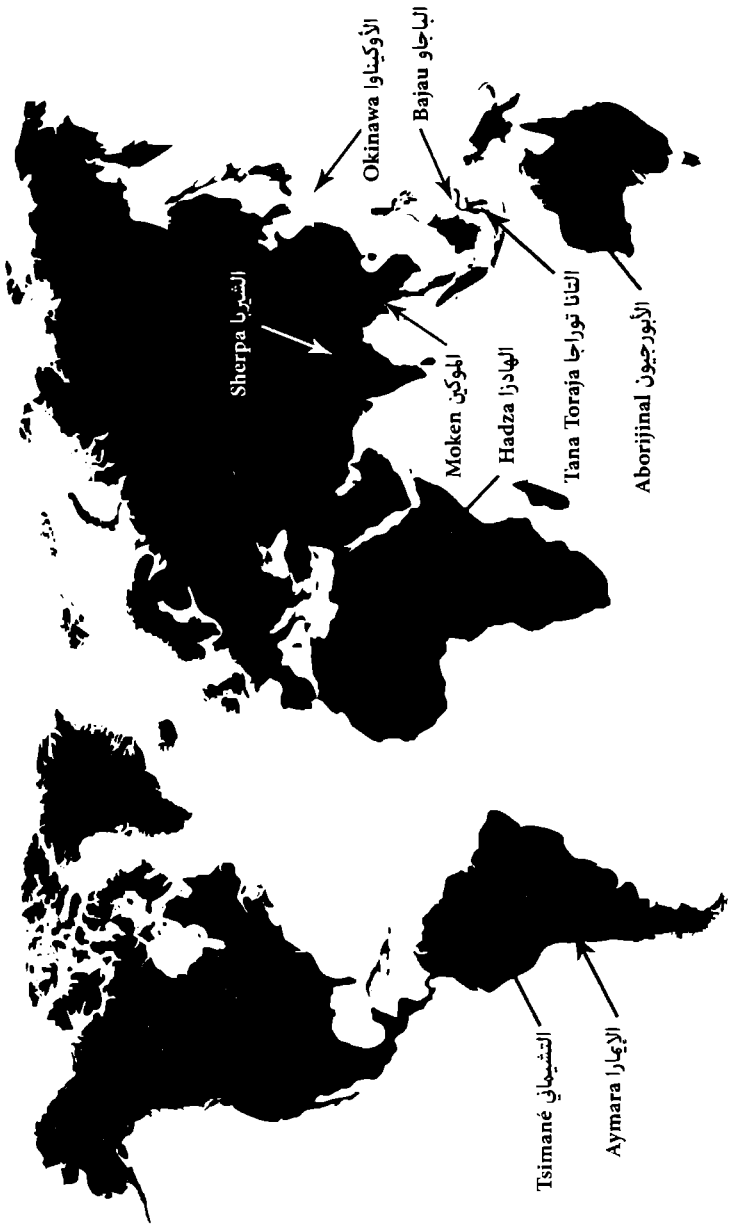 Okinawa الأوكيناوا
Bajau الباجاو
Sherpa الشيربا
Moken الموكين
Hadza الهادزا
Tana Toraja التانا توراجا
Aborijinal الأبورجيون
Tsimané التشيماني
Aymara الإيمارا